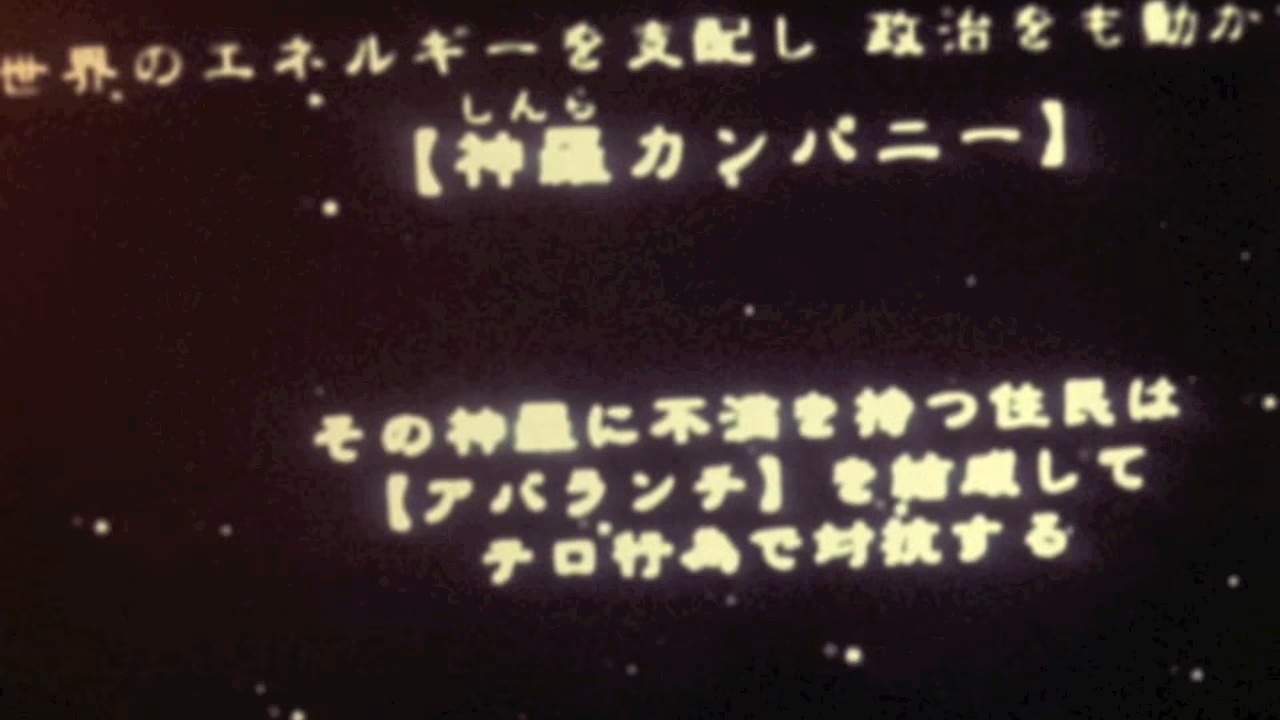 世界のエネルギーを支配し 政治をも動か
しんら
【神羅カンパニー】
その神羅に不満を持つ住民は
【アバランチ】を結成して
テロ行為で対抗する